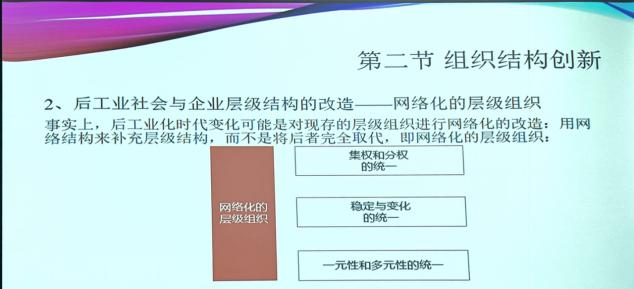 第二节 组织结构创新
2、后工业社会与企业层级结构的改造——网络化的层级组织
事实上，后工业化时代变化可能是对现存的层级组织进行网络化的改造：用网
络结构来补充层级结构，而不是将后者完全取代，即网络化的层级组织：
网络化的
层级组织
集权和分权
的统一
稳定与变化
的统一
一元性和多元性的统一